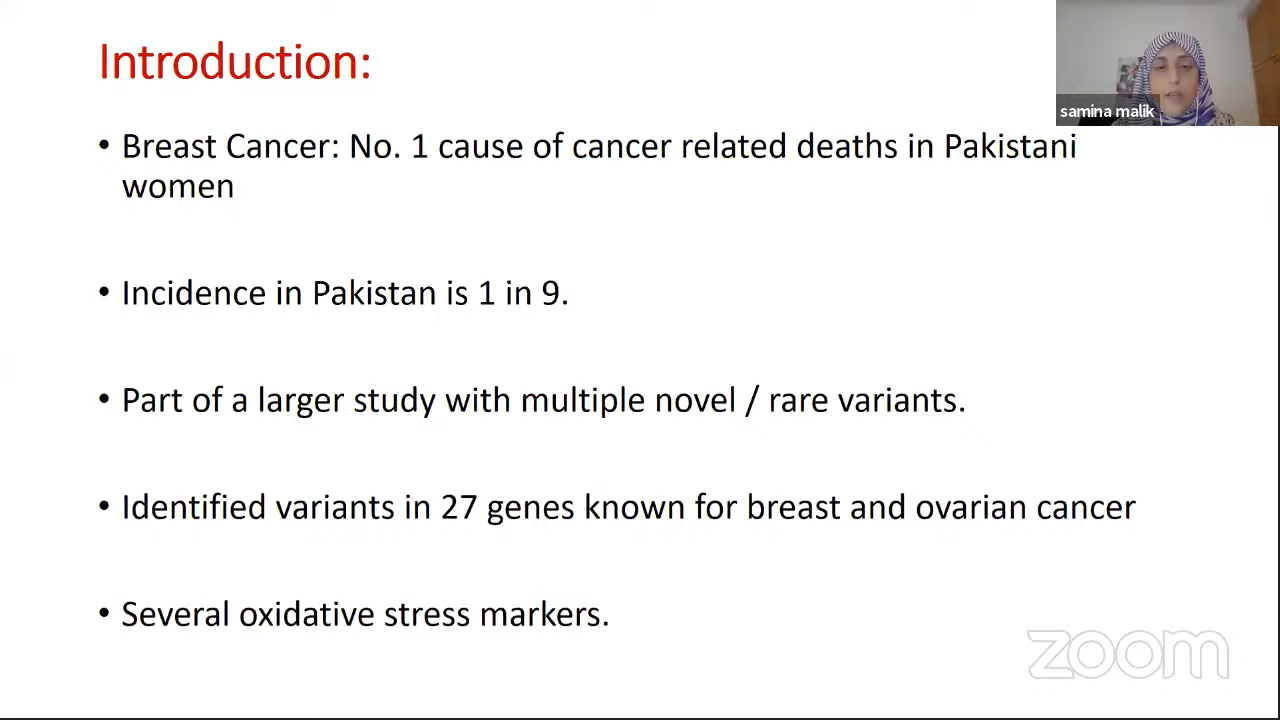 Introduction:
samina malik
• Breast Cancer: No. 1 cause of cancer related deaths in Pakistani
women
• Incidence in Pakistan is 1 in 9.
• Part of a larger study with multiple novel / rare variants.
• Identified variants in 27 genes known for breast and ovarian cancer
• Several oxidative stress markers.
zoom